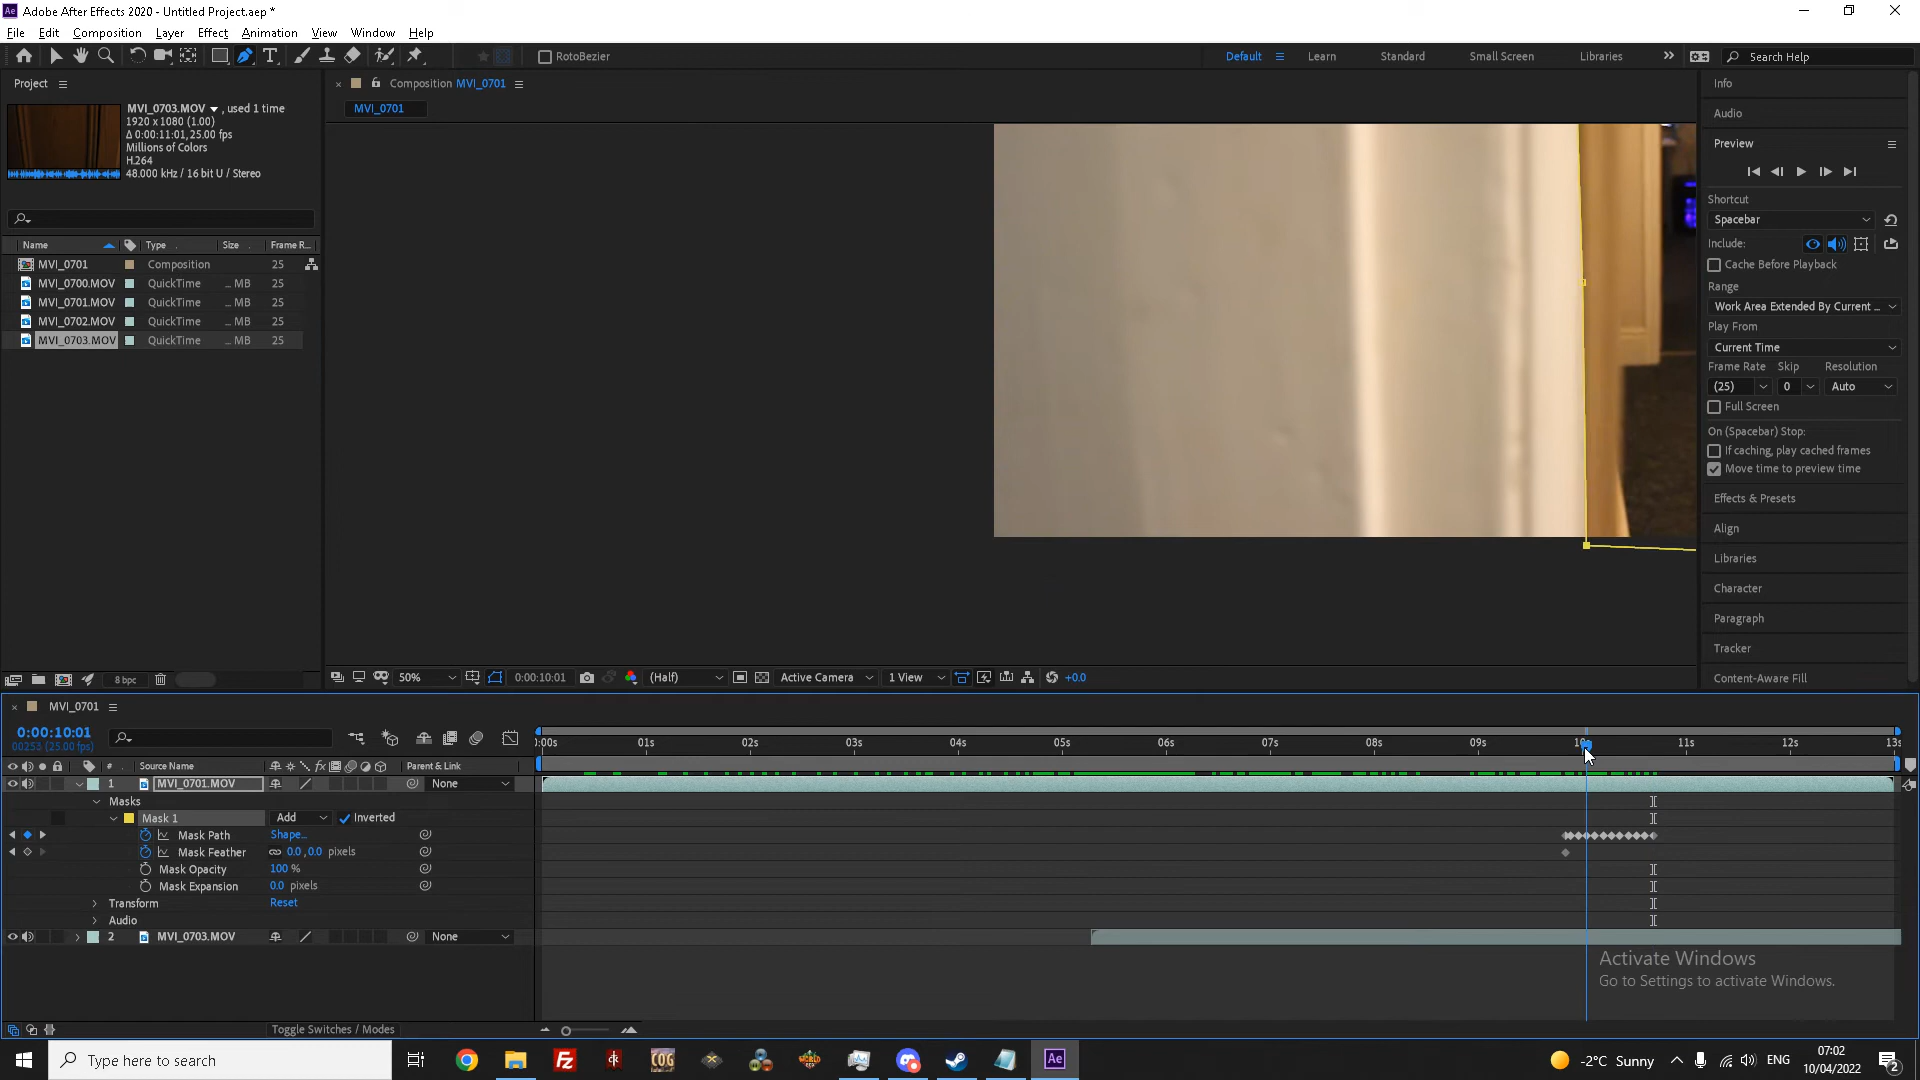 Adobe After Effects 2020 - Untitled Project.aep *
File Edit Composition Layer Effect Animation View Window Help
RotoBezier
Default Learn Standard Small Screen Libraries Search Help
Project
MVI_0703.MOV , used 1 time
1920 x 1080 (1.00)
Δ 0:00:11:01, 25.00 fps
Millions of Colors
H.264
48.000 kHz / 16 bit U / Stereo
Name Type Size Frame R...
MVI_0701 Composition 25
MVI_0700.MOV QuickTime ... MB 25
MVI_0701.MOV QuickTime ... MB 25
MVI_0702.MOV QuickTime ... MB 25
MVI_0703.MOV QuickTime ... MB 25
8 bpc
Composition MVI_0701
MVI_0701
50% 0:00:10:01 (Half) Active Camera 1 View +0.0
Info
Audio
Preview
Shortcut
Spacebar
Include:
Cache Before Playback
Range
Work Area Extended By Current ...
Play From
Current Time
Frame Rate Skip Resolution
(25) 0 Auto
Full Screen
On (Spacebar) Stop:
If caching, play cached frames
Move time to preview time
Effects & Presets
Align
Libraries
Character
Paragraph
Tracker
Content-Aware Fill
MVI_0701
0:00:10:01
00253 (25.00 fps)
:00s 01s 02s 03s 04s 05s 06s 07s 08s 09s 10s 11s 12s 13s
# Source Name Parent & Link
1 MVI_0701.MOV None
Masks
Mask 1 Add Inverted
Mask Path Shape...
Mask Feather 0.0,0.0 pixels
Mask Opacity 100 %
Mask Expansion 0.0 pixels
Transform Reset
Audio
2 MVI_0703.MOV None
Activate Windows
Go to Settings to activate Windows.
Toggle Switches / Modes
Type here to search
COG
Ae
-2°C Sunny
ENG
07:02
10/04/2022
2